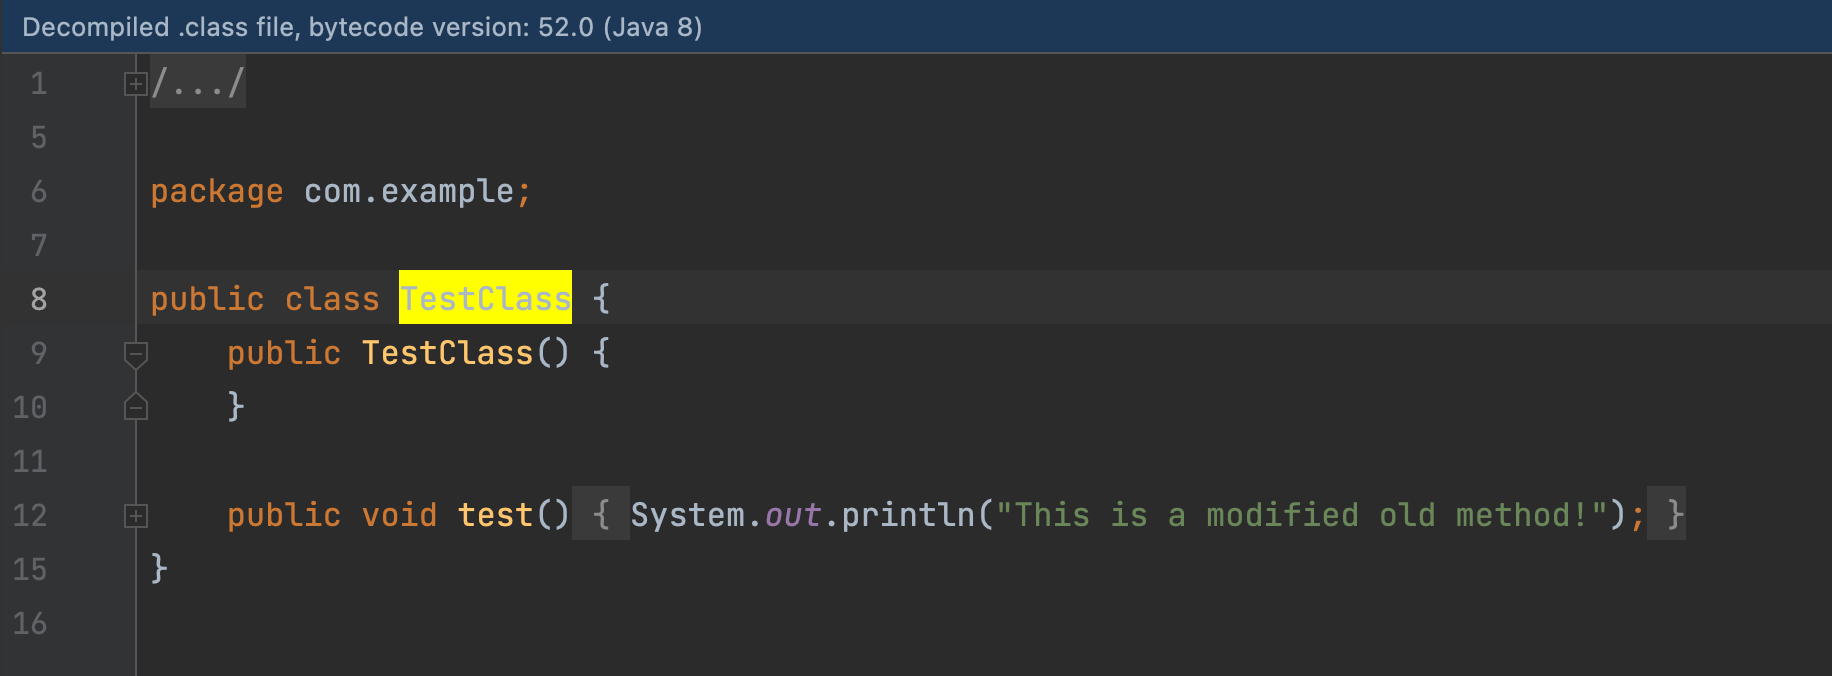 Decompiled .class file, bytecode version: 52.0 (Java 8)
1 /.../
5
6 package com.example;
7
8 public class TestClass {
9 public TestClass() {
10 }
11
12 public void test() { System.out.println("This is a modified old method!"); }
15 }
16